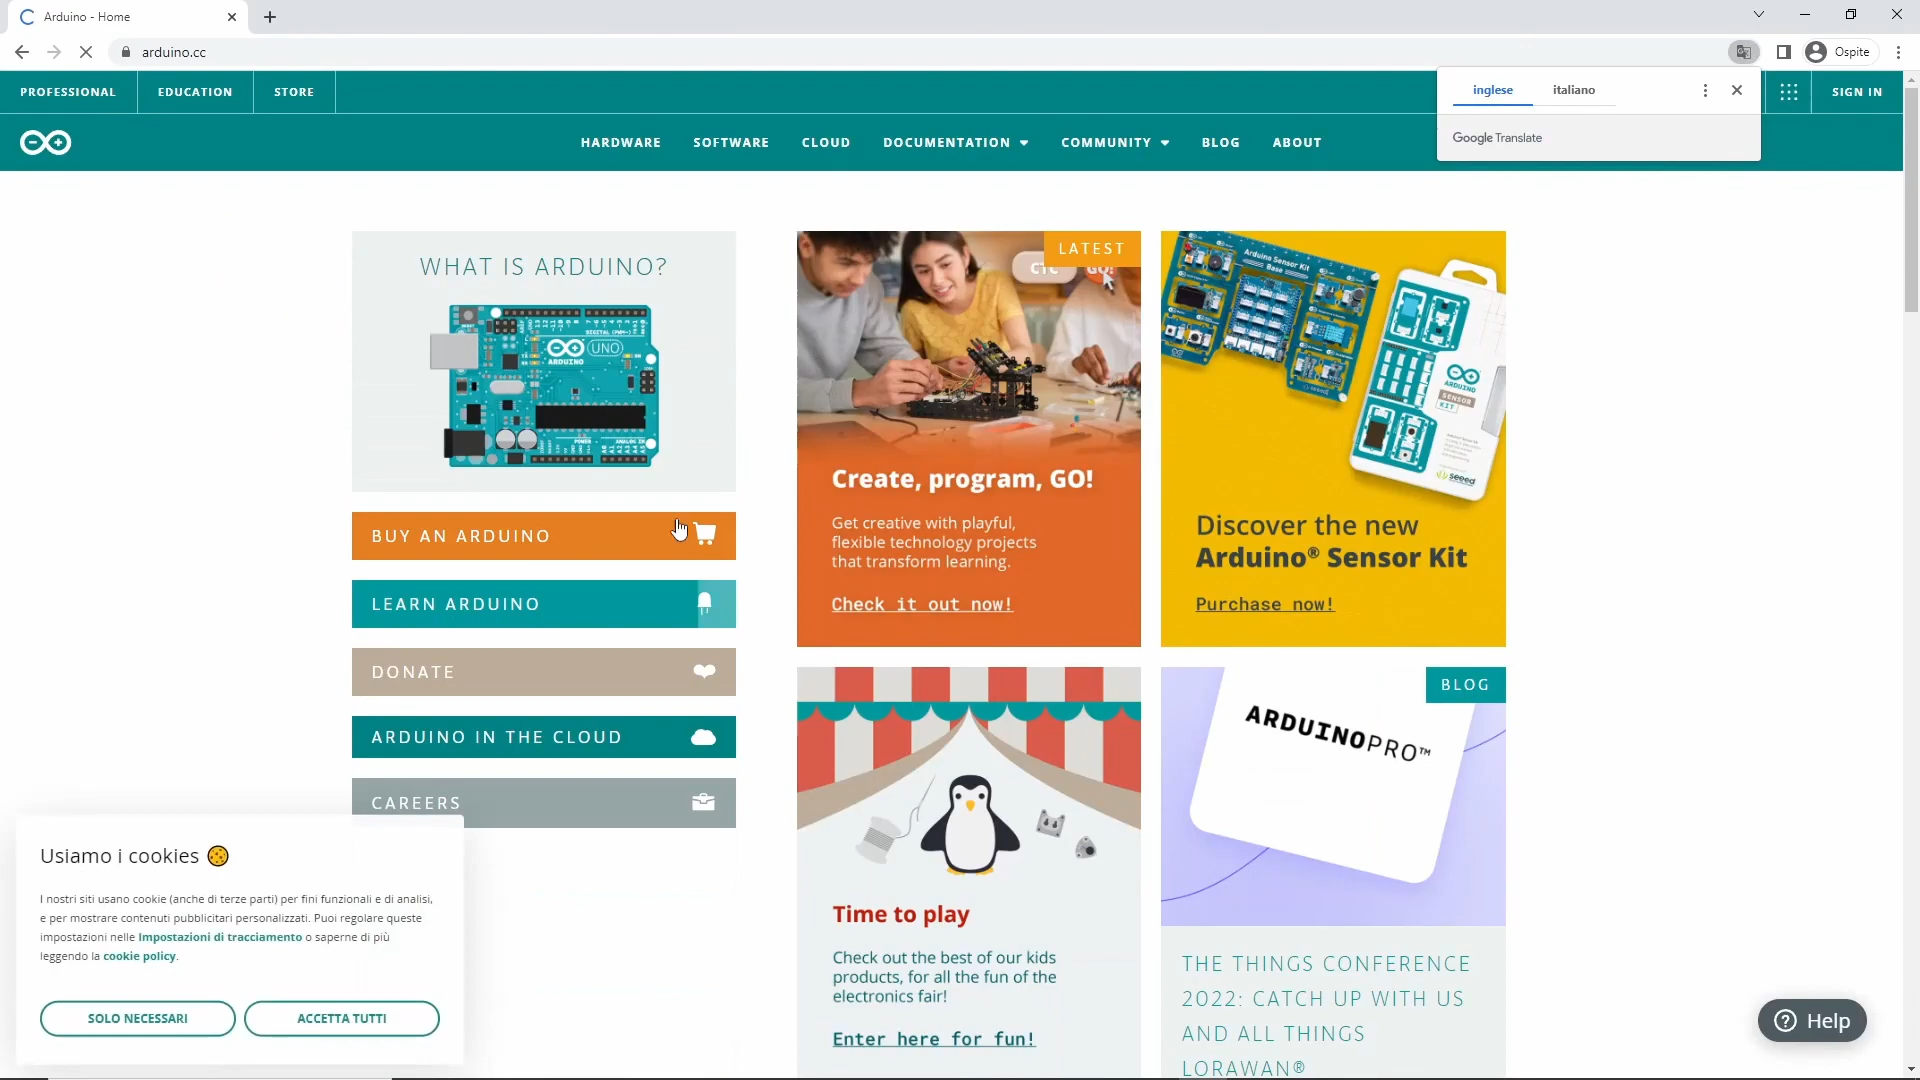 Arduino - Home
arduino.cc
Ospite
PROFESSIONAL
EDUCATION
STORE
inglese
italiano
Google Translate
SIGN IN
HARDWARE
SOFTWARE
CLOUD
DOCUMENTATION
COMMUNITY
BLOG
ABOUT
WHAT IS ARDUINO?
UNO
ARDUINO
BUY AN ARDUINO
LEARN ARDUINO
DONATE
ARDUINO IN THE CLOUD
CAREERS
LATEST
CTC GO!
Create, program, GO!
Get creative with playful,
flexible technology projects
that transform learning.
Check it out now!
Arduino Sensor Kit
Base
ARDUINO
SENSOR
KIT
seeed
Discover the new
Arduino® Sensor Kit
Purchase now!
Time to play
Check out the best of our kids
products, for all the fun of the
electronics fair!
Enter here for fun!
BLOG
ARDUINOPRO™
THE THINGS CONFERENCE
2022: CATCH UP WITH US
AND ALL THINGS
LORAWAN®
Usiamo i cookies
I nostri siti usano cookie (anche di terze parti) per fini funzionali e di analisi,
e per mostrare contenuti pubblicitari personalizzati. Puoi regolare queste
impostazioni nelle Impostazioni di tracciamento o saperne di più
leggendo la cookie policy.
SOLO NECESSARI
ACCETTA TUTTI
Help